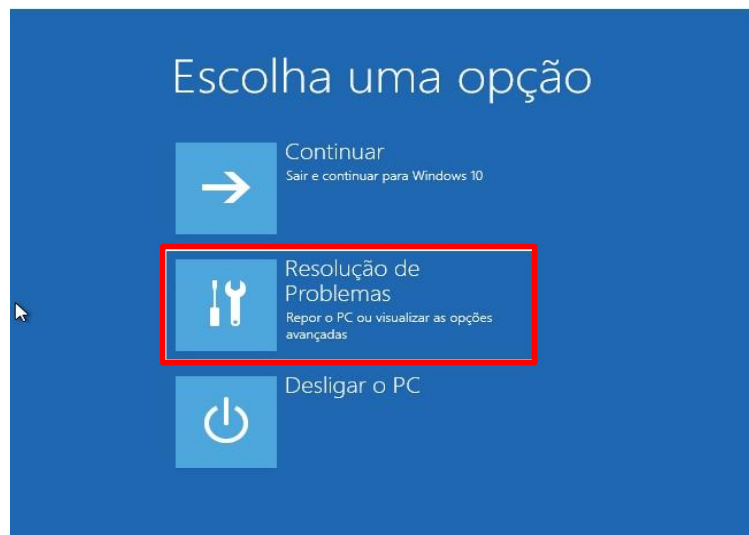 Escolha uma opção
Continuar
Sair e continuar para Windows 10
Resolução de
Problemas
Repor o PC ou visualizar as opções
avançadas
Desligar o PC